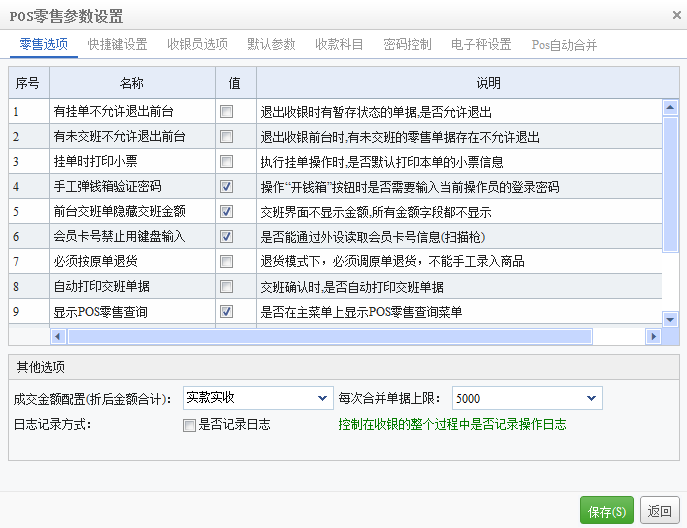 POS零售参数设置
零售选项 快捷键设置 收银员选项 默认参数 收款科目 密码控制 电子秤设置 Pos自动合并
序号 名称 值 说明
1 有挂单不允许退出前台 退出收银时有暂存状态的单据,是否允许退出
2 有未交班不允许退出前台 退出收银前台时,有未交班的零售单据存在不允许退出
3 挂单时打印小票 执行挂单操作时,是否默认打印本单的小票信息
4 手工弹钱箱验证密码 操作“开钱箱”按钮时是否需要输入当前操作员的登录密码
5 前台交班单隐藏交班金额 交班界面不显示金额,所有金额字段都不显示
6 会员卡号禁止用键盘输入 是否能通过外设读取会员卡号信息(扫描枪)
7 必须按原单退货 退货模式下，必须调原单退货，不能手工录入商品
8 自动打印交班单据 交班确认时,是否自动打印交班单据
9 显示POS零售查询 是否在主菜单上显示POS零售查询菜单
其他选项
成交金额配置(折后金额合计): 实款实收 每次合并单据上限: 5000
日志记录方式: 是否记录日志 控制在收银的整个过程中是否记录操作日志
保存(S) 返回